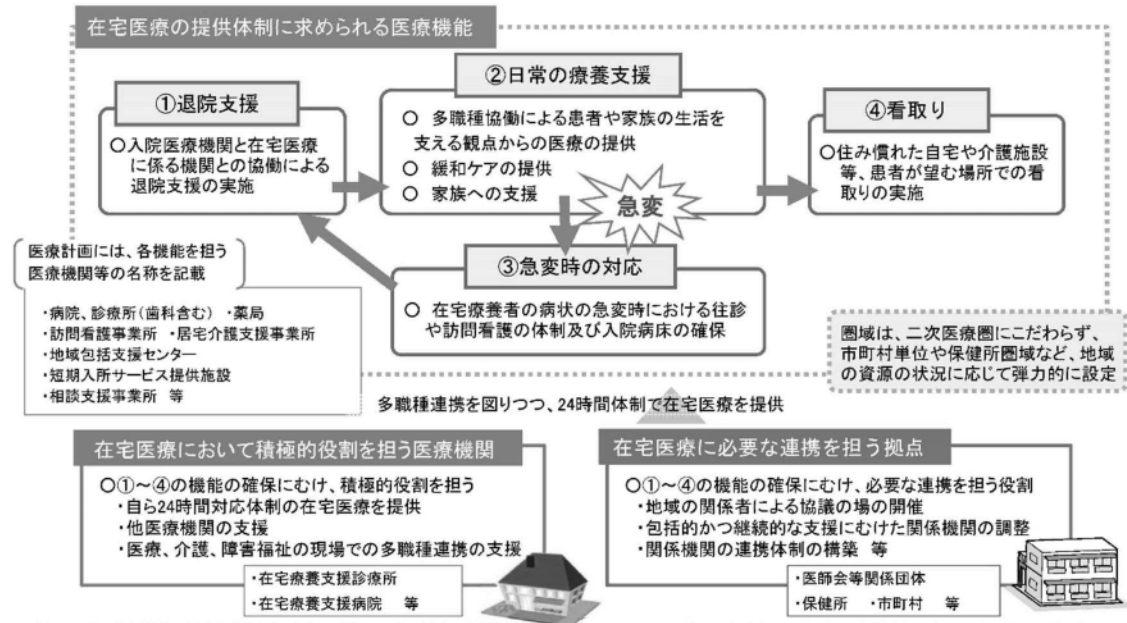 在宅医療の提供体制に求められる医療機能
①退院支援
○入院医療機関と在宅医療
に係る機関との協働による
退院支援の実施
②日常の療養支援
○ 多職種協働による患者や家族の生活を
支える観点からの医療の提供
○ 緩和ケアの提供
○ 家族への支援
急変
④看取り
○住み慣れた自宅や介護施設
等、患者が望む場所での看
取りの実施
③急変時の対応
○ 在宅療養者の病状の急変時における往診
や訪問看護の体制及び入院病床の確保
医療計画には、各機能を担う
医療機関等の名称を記載
・病院、診療所(歯科含む) ・薬局
・訪問看護事業所 ・居宅介護支援事業所
・地域包括支援センター
・短期入所サービス提供施設
・相談支援事業所 等
圏域は、二次医療圏にこだわらず、
市町村単位や保健所圏域など、地域
の資源の状況に応じて弾力的に設定
多職種連携を図りつつ、24時間体制で在宅医療を提供
在宅医療において積極的役割を担う医療機関
○①~④の機能の確保にむけ、積極的役割を担う
・自ら24時間対応体制の在宅医療を提供
・他医療機関の支援
・医療、介護、障害福祉の現場での多職種連携の支援
・在宅療養支援診療所
・在宅療養支援病院 等
在宅医療に必要な連携を担う拠点
○①~④の機能の確保にむけ、必要な連携を担う役割
・地域の関係者による協議の場の開催
・包括的かつ継続的な支援にむけた関係機関の調整
・関係機関の連携体制の構築 等
・医師会等関係団体
・保健所 ・市町村 等